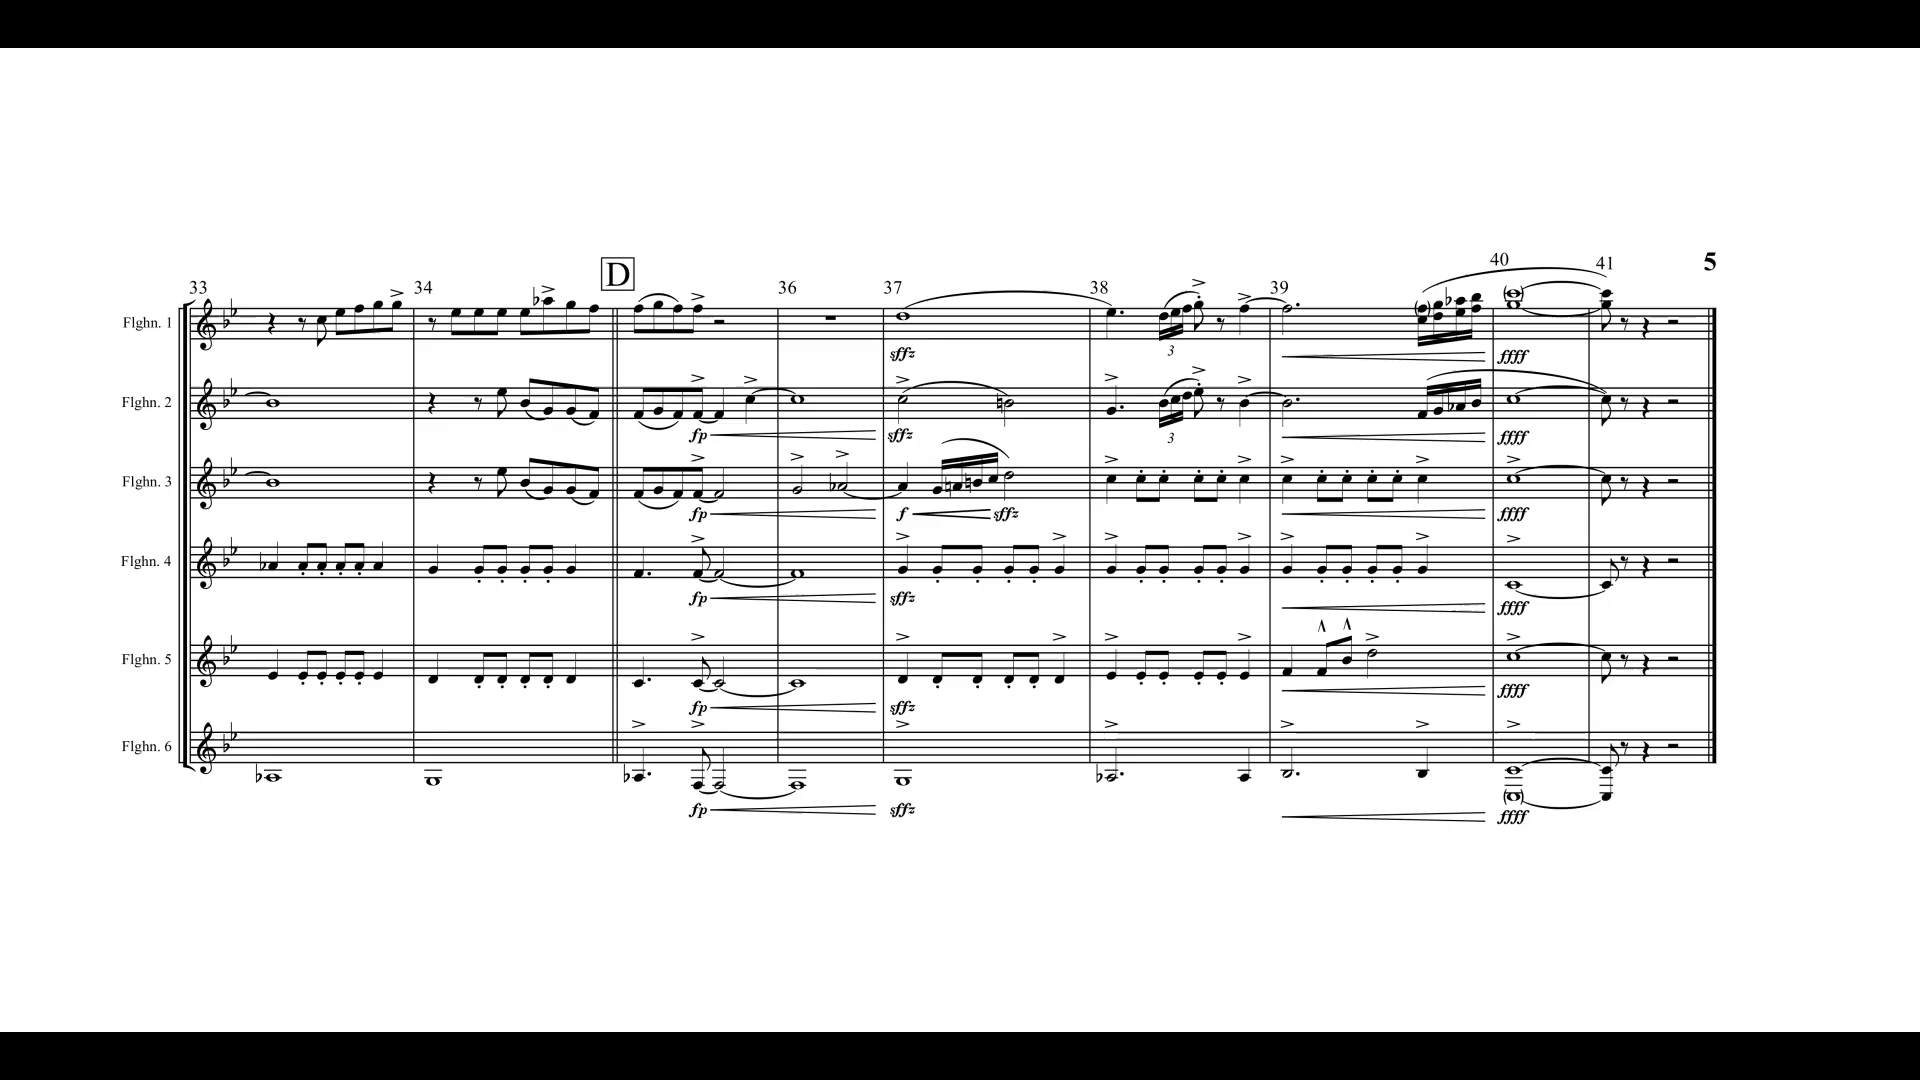 5
D
33 34 36 37 38 39 40 41
Flghn. 1
3
sffz ffff
Flghn. 2
3
fp sffz ffff
Flghn. 3
fp f sffz ffff
Flghn. 4
fp sffz ffff
Flghn. 5
fp sffz ffff
Flghn. 6
fp sffz ffff